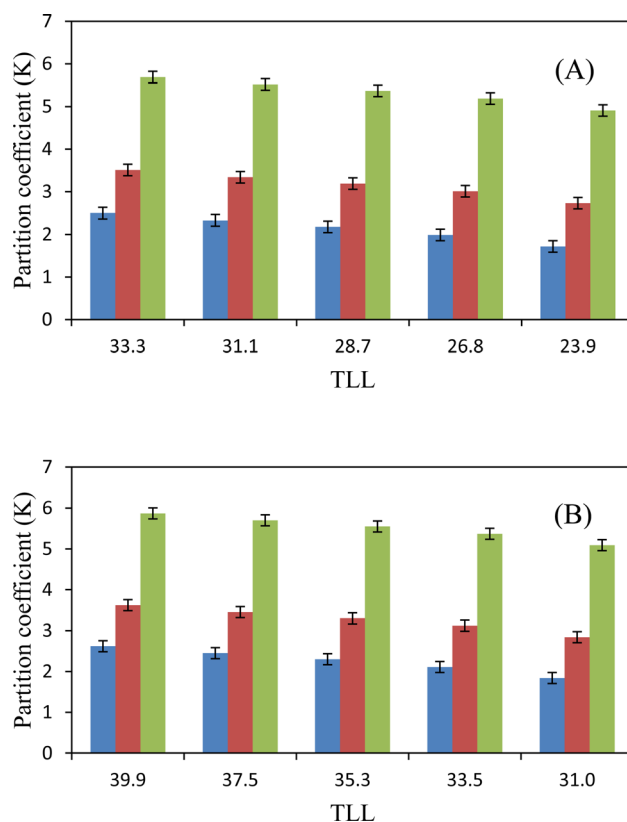 Partition coefficient (K)
7
6
5
4
3
2
1
0
(A)
33.3 31.1 28.7 26.8 23.9
TLL
Partition coefficient (K)
7
6
5
4
3
2
1
0
(B)
39.9 37.5 35.3 33.5 31.0
TLL